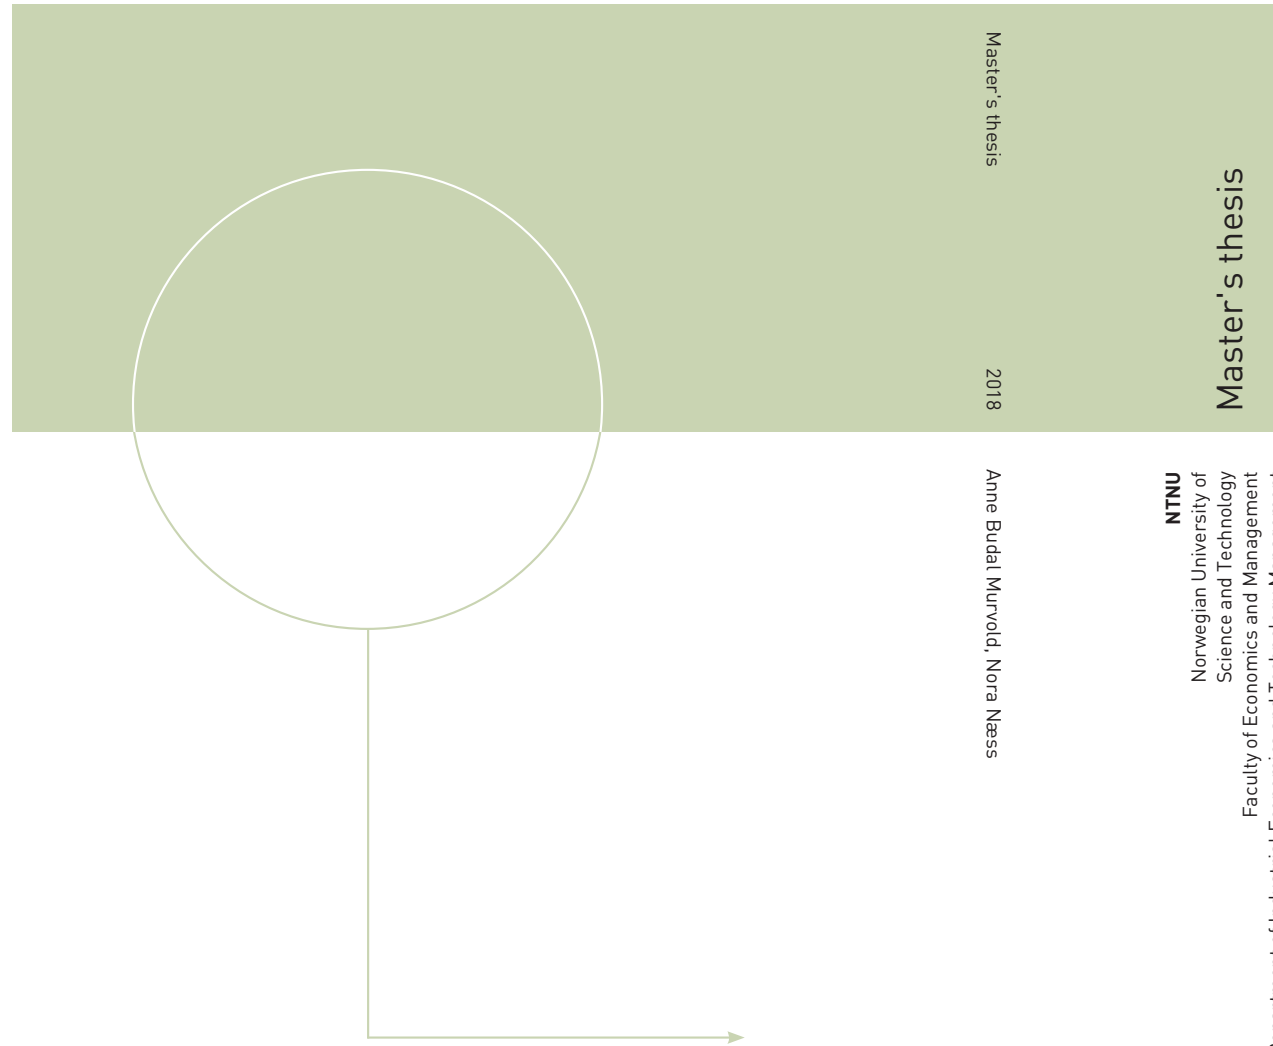 Master's thesis
2018
Anne Budal Murvold, Nora Næss
Master's thesis
NTNU
Norwegian University of
Science and Technology
Faculty of Economics and Management